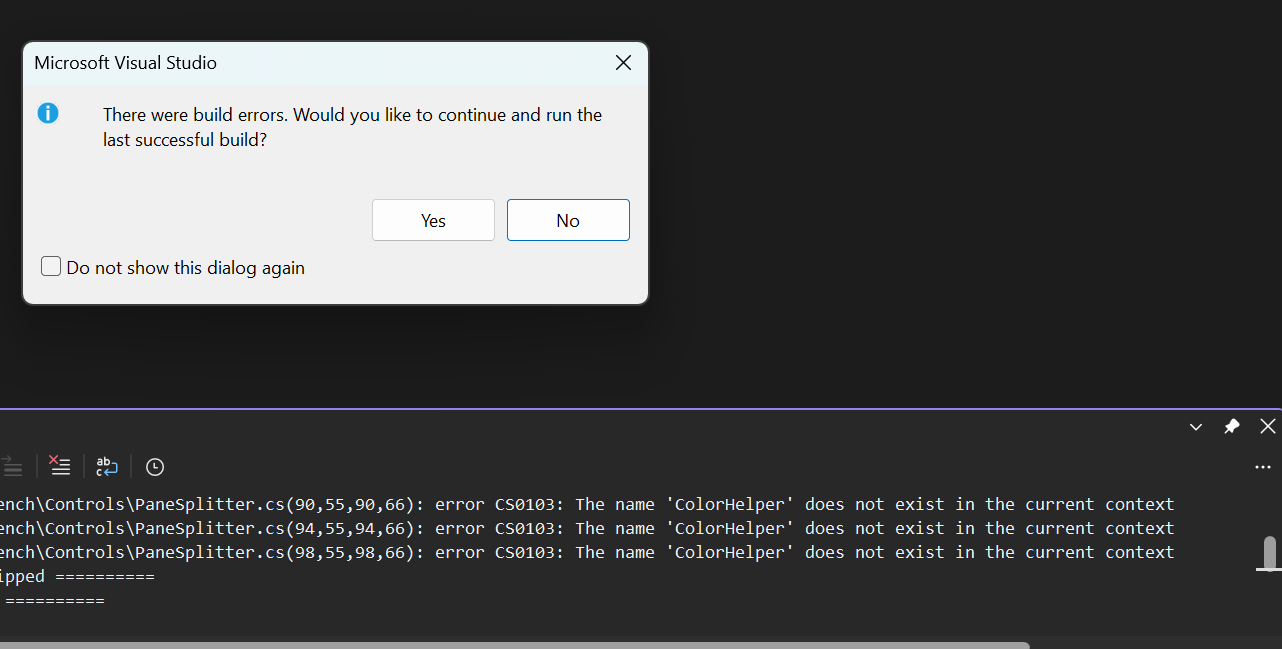 Microsoft Visual Studio
There were build errors. Would you like to continue and run the
last successful build?
Yes
No
Do not show this dialog again
ench\Controls\PaneSplitter.cs(90,55,90,66): error CS0103: The name 'ColorHelper' does not exist in the current context
ench\Controls\PaneSplitter.cs(94,55,94,66): error CS0103: The name 'ColorHelper' does not exist in the current context
ench\Controls\PaneSplitter.cs(98,55,98,66): error CS0103: The name 'ColorHelper' does not exist in the current context
ipped ==========
==========